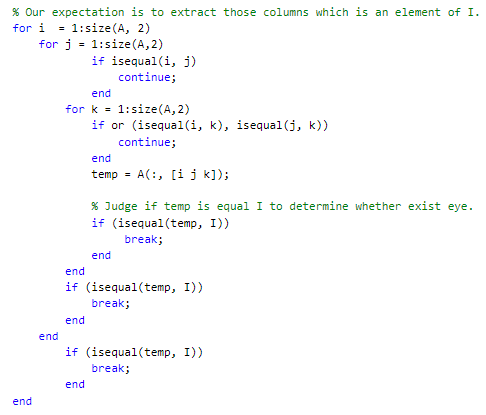 % Our expectation is to extract those columns which is an element of I.
for i  = 1:size(A, 2)
    for j = 1:size(A,2)
            if isequal(i, j)
                continue;
            end
        for k = 1:size(A,2)
            if or (isequal(i, k), isequal(j, k))
                continue;
            end
            temp = A(:, [i j k]);

            % Judge if temp is equal I to determine whether exist eye.
            if (isequal(temp, I))
                 break;
            end
        end
        if (isequal(temp, I))
            break;
        end
    end
        if (isequal(temp, I))
            break;
        end
end